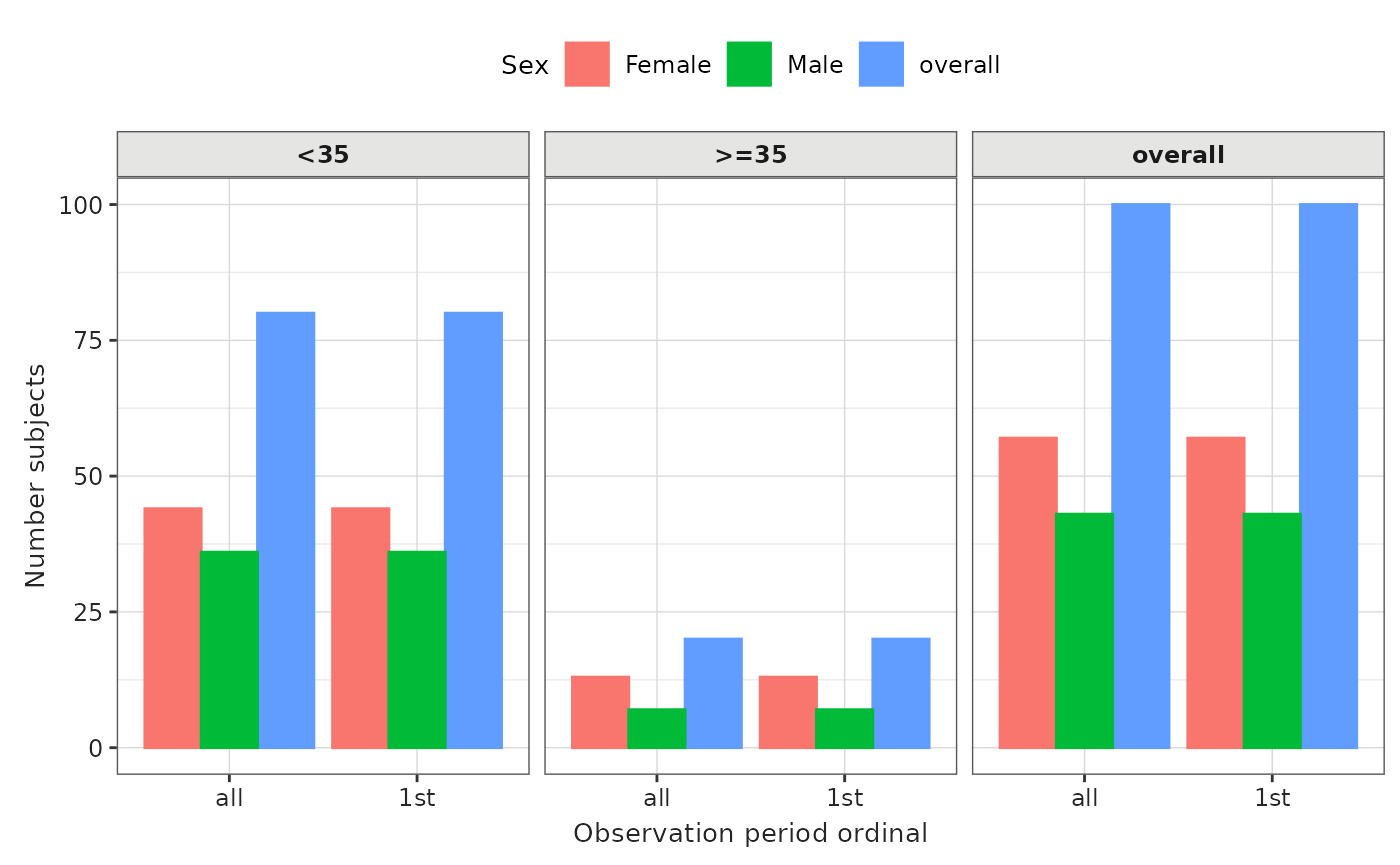 Sex Female Male overall
<35 >=35 overall
100
75
50
25
0
Number subjects
all 1st all 1st all 1st
Observation period ordinal